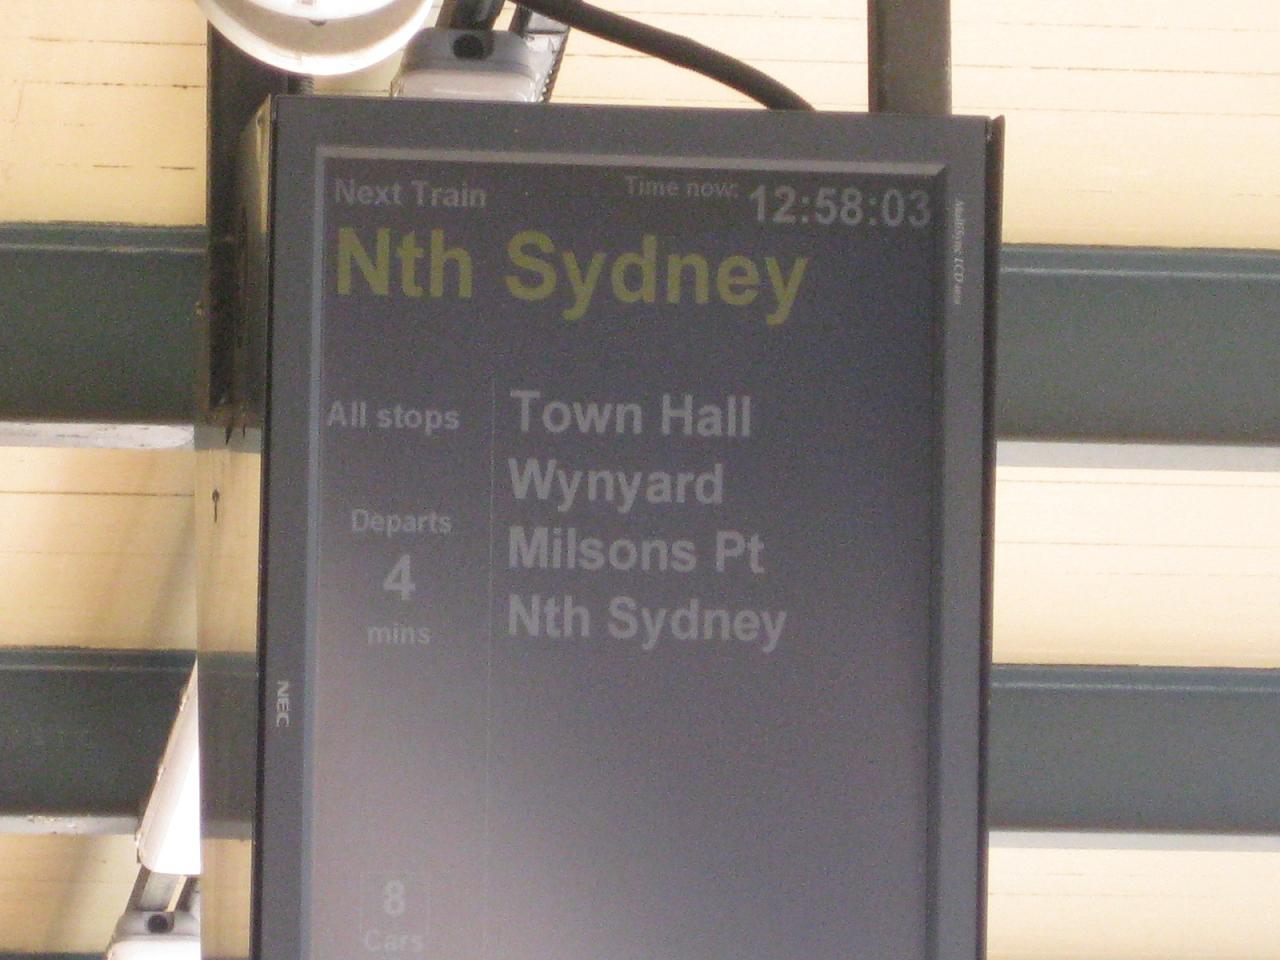 Next Train
Time now: 12:58:03
Nth Sydney
All stops
Departs
4
mins
Town Hall
Wynyard
Milsons Pt
Nth Sydney
8
Cars
NEC